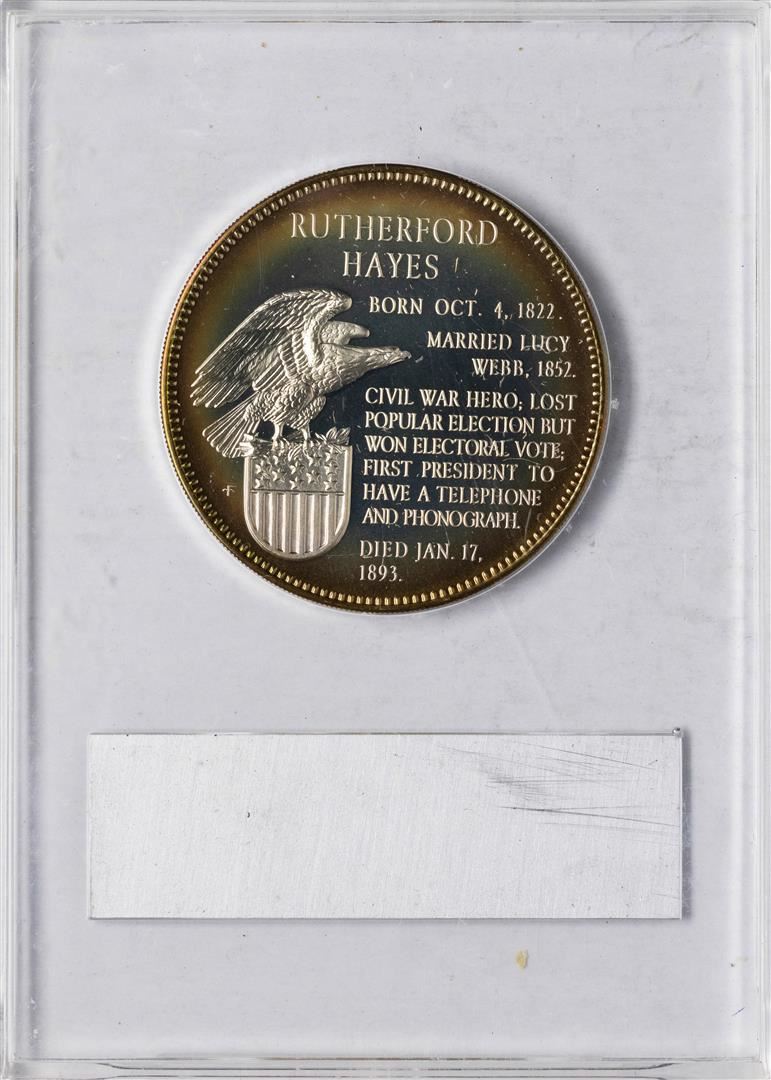 RUTHERFORD
HAYES
BORN OCT. 4, 1822.
MARRIED LUCY
WEBB, 1852.
CIVIL WAR HERO; LOST
POPULAR ELECTION BUT
WON ELECTORAL VOTE;
FIRST PRESIDENT TO
HAVE A TELEPHONE
AND PHONOGRAPH.
DIED JAN. 17,
1893.